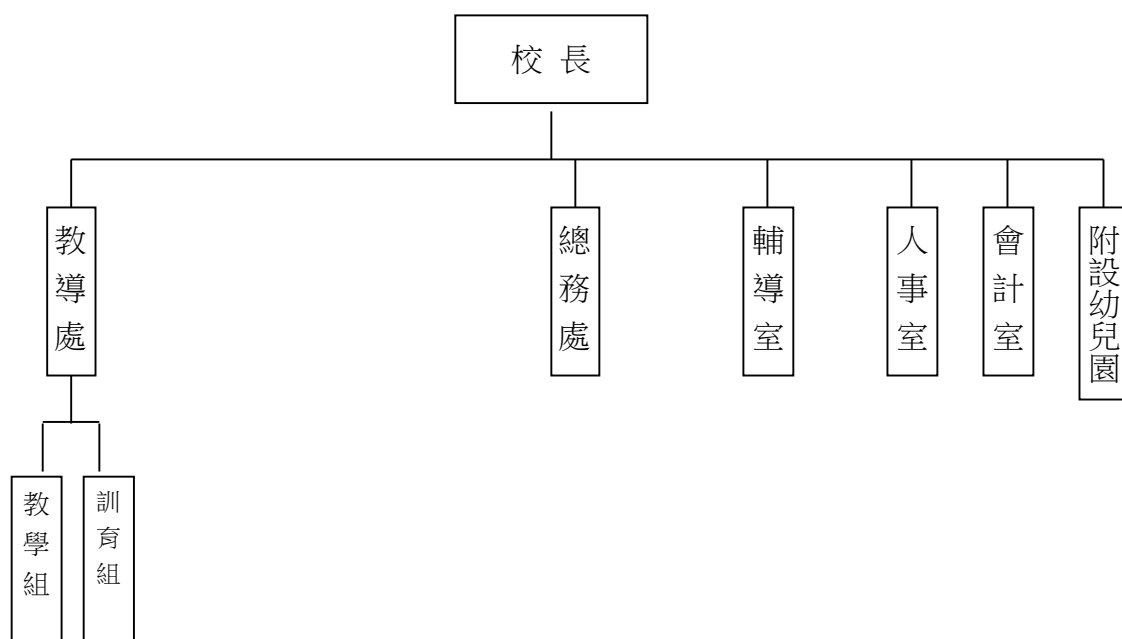 校長
教導處
總務處
輔導室
人事室
會計室
附設幼兒園
教學組
訓育組